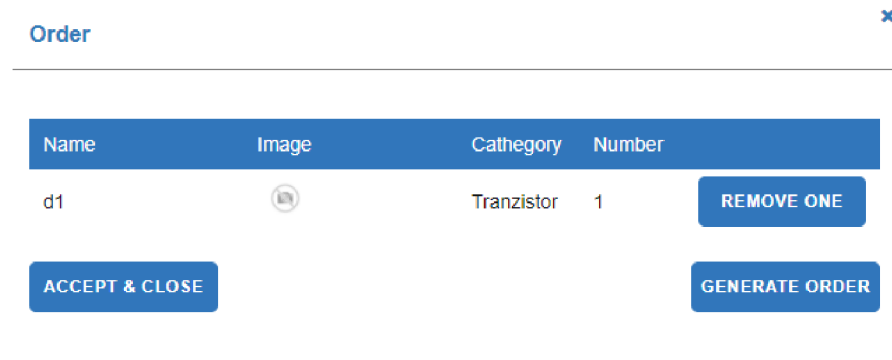 Order
Name Image Cathegory Number
d1 Tranzistor 1 REMOVE ONE
ACCEPT & CLOSE GENERATE ORDER